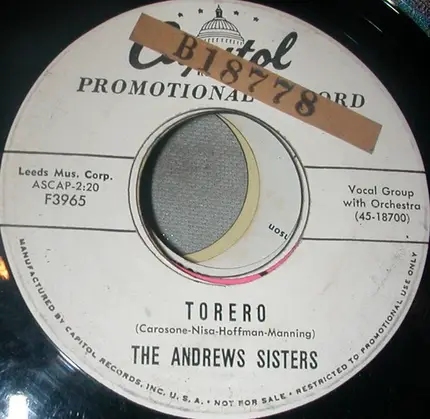 Capitol
B18778
PROMOTIONAL RECORD
Leeds Mus. Corp.
ASCAP-2:20
F3965
Vocal Group
with Orchestra
(45-18700)
TORERO
(Carosone-Nisa-Hoffman-Manning)
THE ANDREWS SISTERS
MANUFACTURED BY CAPITOL RECORDS, INC. U. S. A. • NOT FOR SALE • RESTRICTED TO PROMOTIONAL USE ONLY